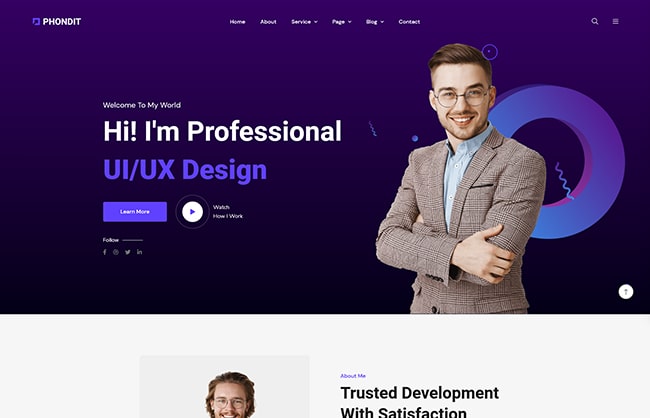 PHONDIT
Home About Service Page Blog Contact
Welcome To My World
Hi! I'm Professional
UI/UX Design
Learn More
Watch
How I Work
Follow
About Me
Trusted Development
With Satisfaction